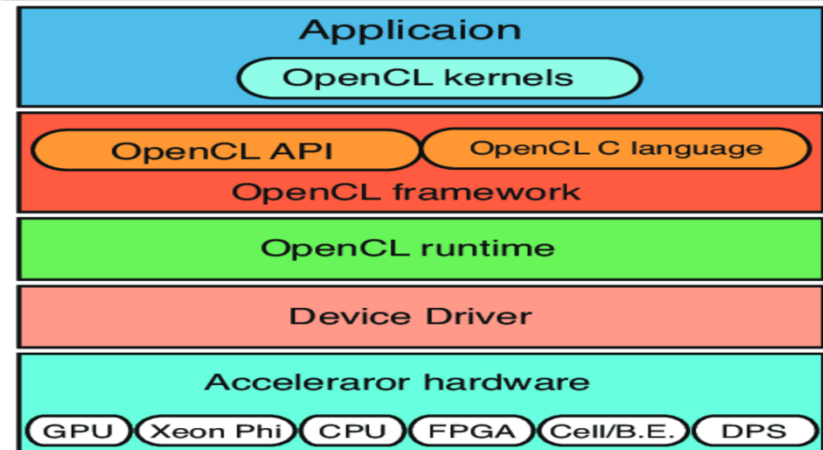 Applicaion
OpenCL kernels
OpenCL API OpenCL C language
OpenCL framework
OpenCL runtime
Device Driver
Acceleraror hardware
GPU Xeon Phi CPU FPGA Cell/B.E. DPS